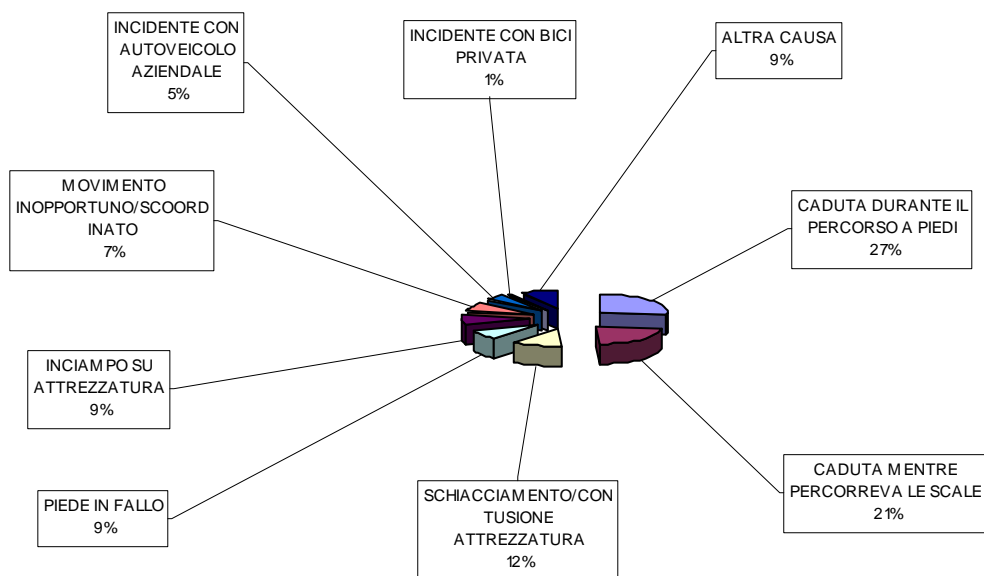 INCIDENTE CON
AUTOVEICOLO
AZIENDALE
5%
INCIDENTE CON BICI
PRIVATA
1%
ALTRA CAUSA
9%
MOVIMENTO
INOPPORTUNO/SCOORD
INATO
7%
CADUTA DURANTE IL
PERCORSO A PIEDI
27%
INCIAMPO SU
ATTREZZATURA
9%
PIEDE IN FALLO
9%
SCHIACCIAMENTO/CON
TUSIONE
ATTREZZATURA
12%
CADUTA MENTRE
PERCORREVA LE SCALE
21%